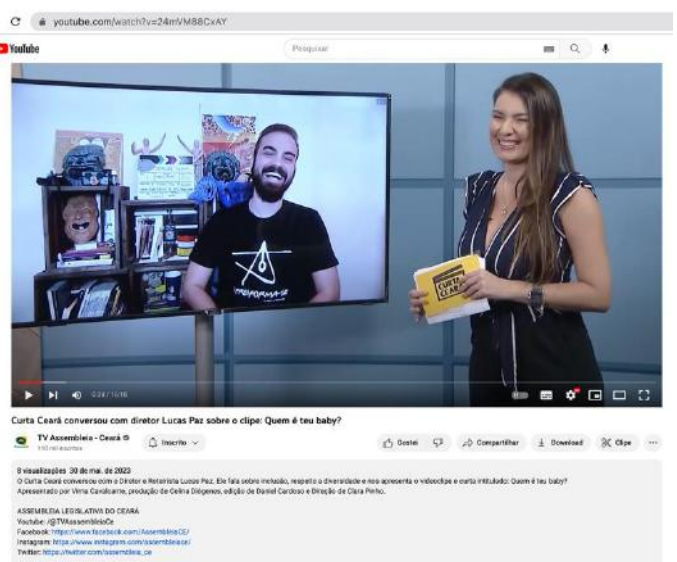 youtube.com/watch?v=24mVM88CxAY
YouTube
Pesquisar
CURTA
CEARÁ
0:24 / 15:16
Curta Ceará conversou com diretor Lucas Paz sobre o clipe: Quem é teu baby?
TV Assembleia - Ceará
Inscrito
Gostei
Compartilhar
Download
Clipe
...
8 visualizações 30 de mai. de 2023
O Curta Ceará conversou com o Diretor e Roteirista Lucas Paz. Ele fala sobre inclusão, respeito a diversidade e nos apresenta o videoclipe e curta intitulado: Quem é teu baby?
Apresentado por Virna Cavalcante, produção de Celina Diógenes, edição de Daniel Cardoso e Direção de Clara Pinho.
ASSEMBLEIA LEGISLATIVA DO CEARÁ
Youtube: /@TVAssembleiaCe
Facebook: https://www.facebook.com/AssembleiaCE/
Instagram: https://www.instagram.com/assembleiace/
Twitter: https://twitter.com/assembleia_ce